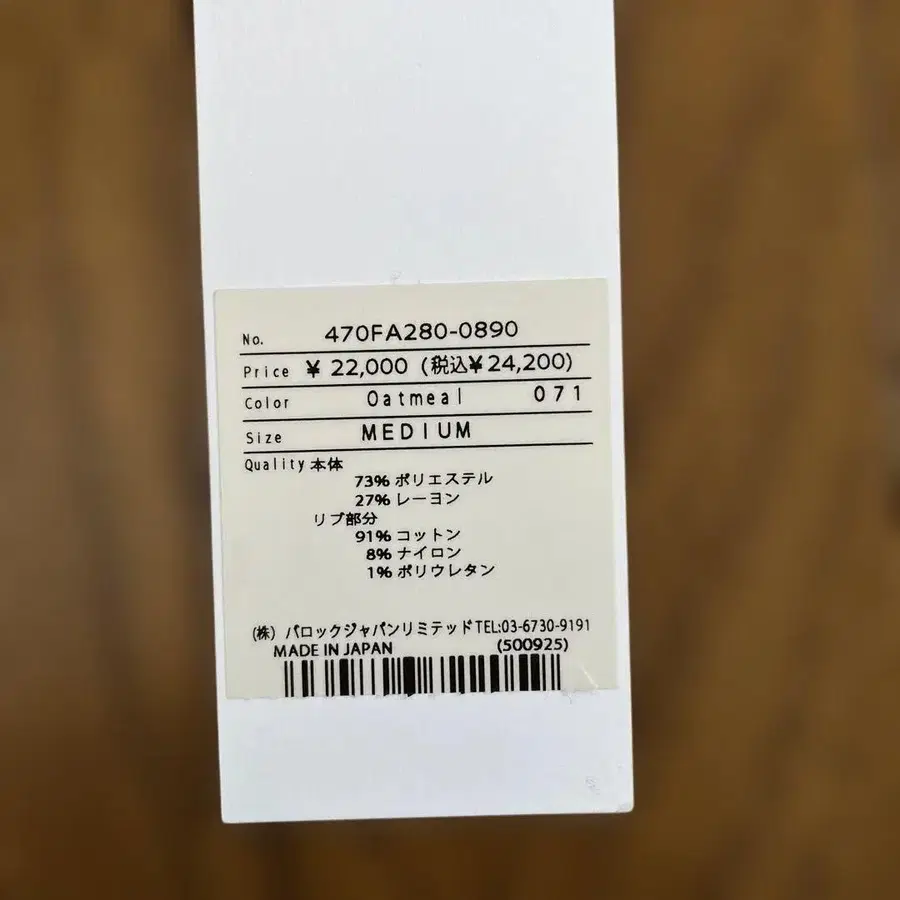 No. 470FA280-0890
Price ¥ 22,000 (税込¥24,200)
Color Oatmeal 071
Size MEDIUM
Quality 本体
73% ポリエステル
27% レーヨン
リブ部分
91% コットン
8% ナイロン
1% ポリウレタン
(株) バロックジャパンリミテッドTEL:03-6730-9191
MADE IN JAPAN (500925)